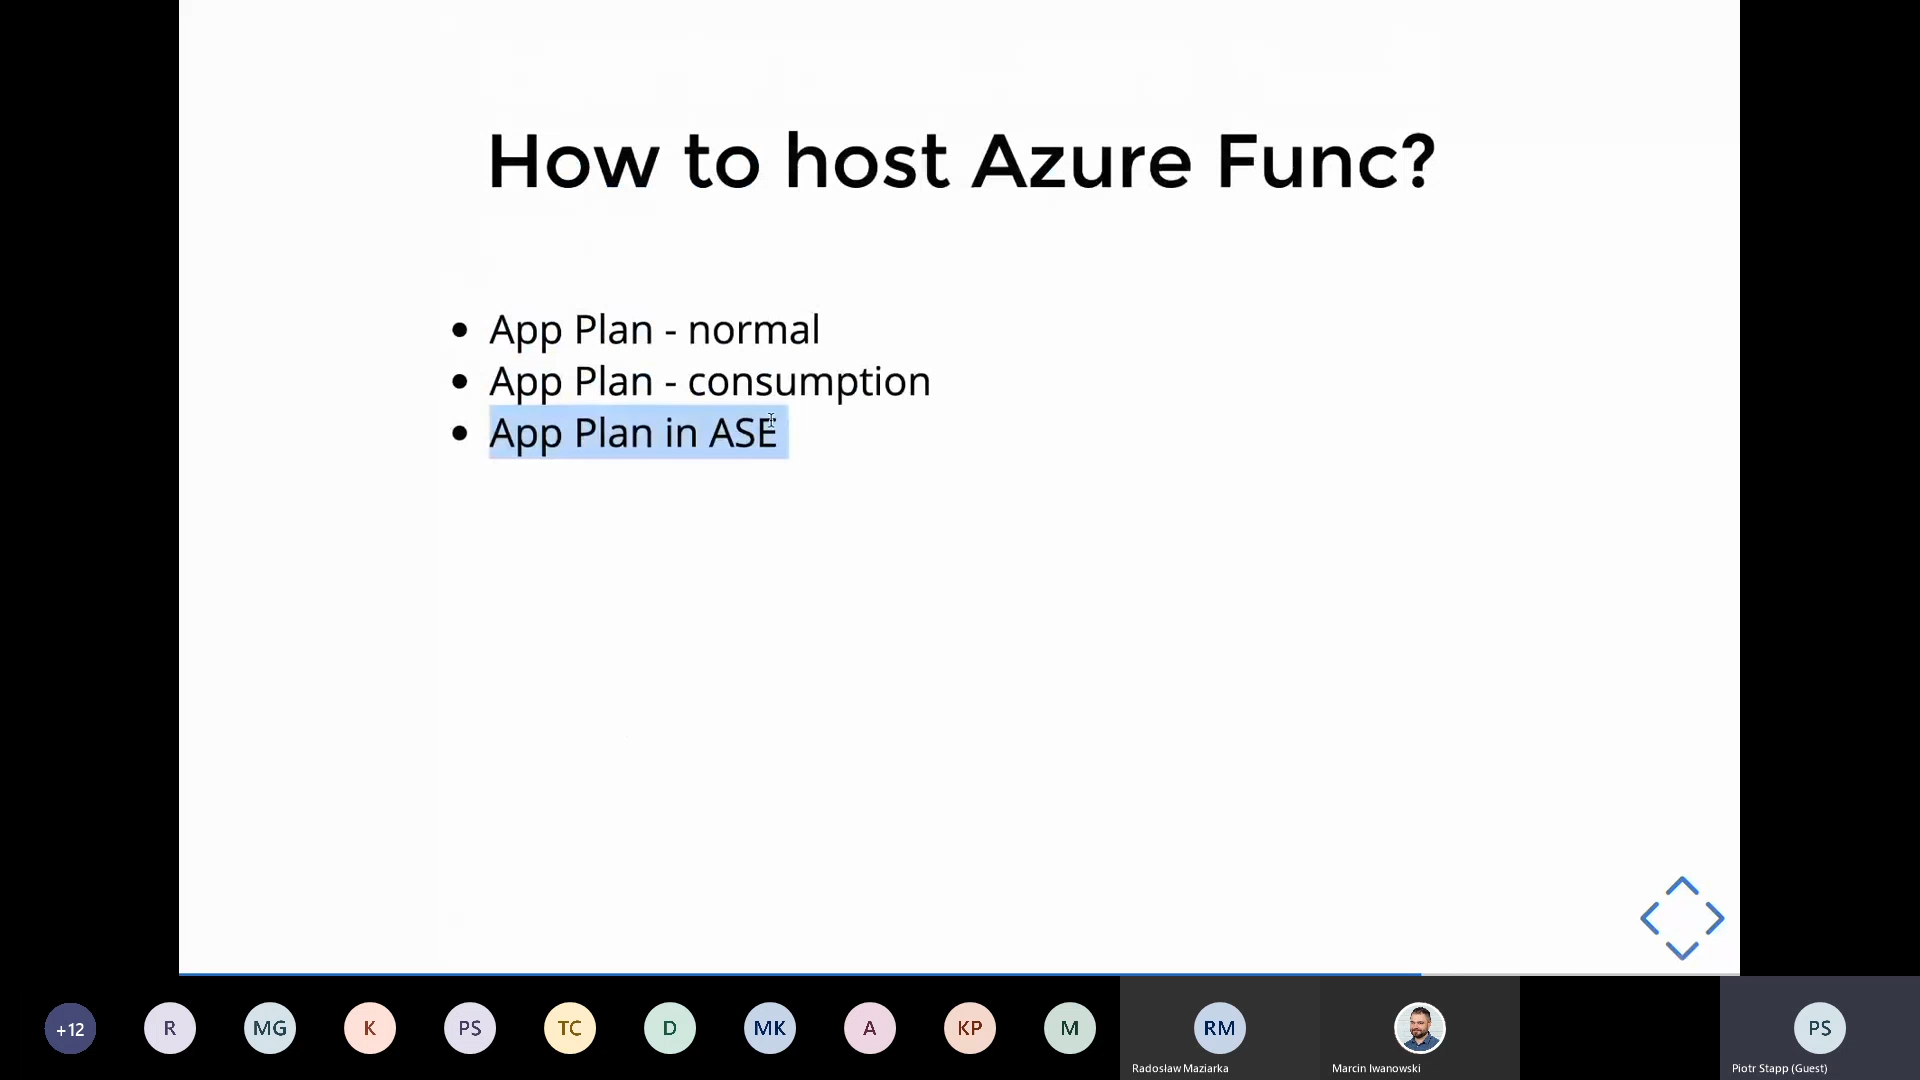 How to host Azure Func?
App Plan - normal
App Plan - consumption
App Plan in ASE
+12
R
MG
K
PS
TC
D
MK
A
KP
M
RM
PS
Radosław Maziarka
Marcin Iwanowski
Piotr Stapp (Guest)